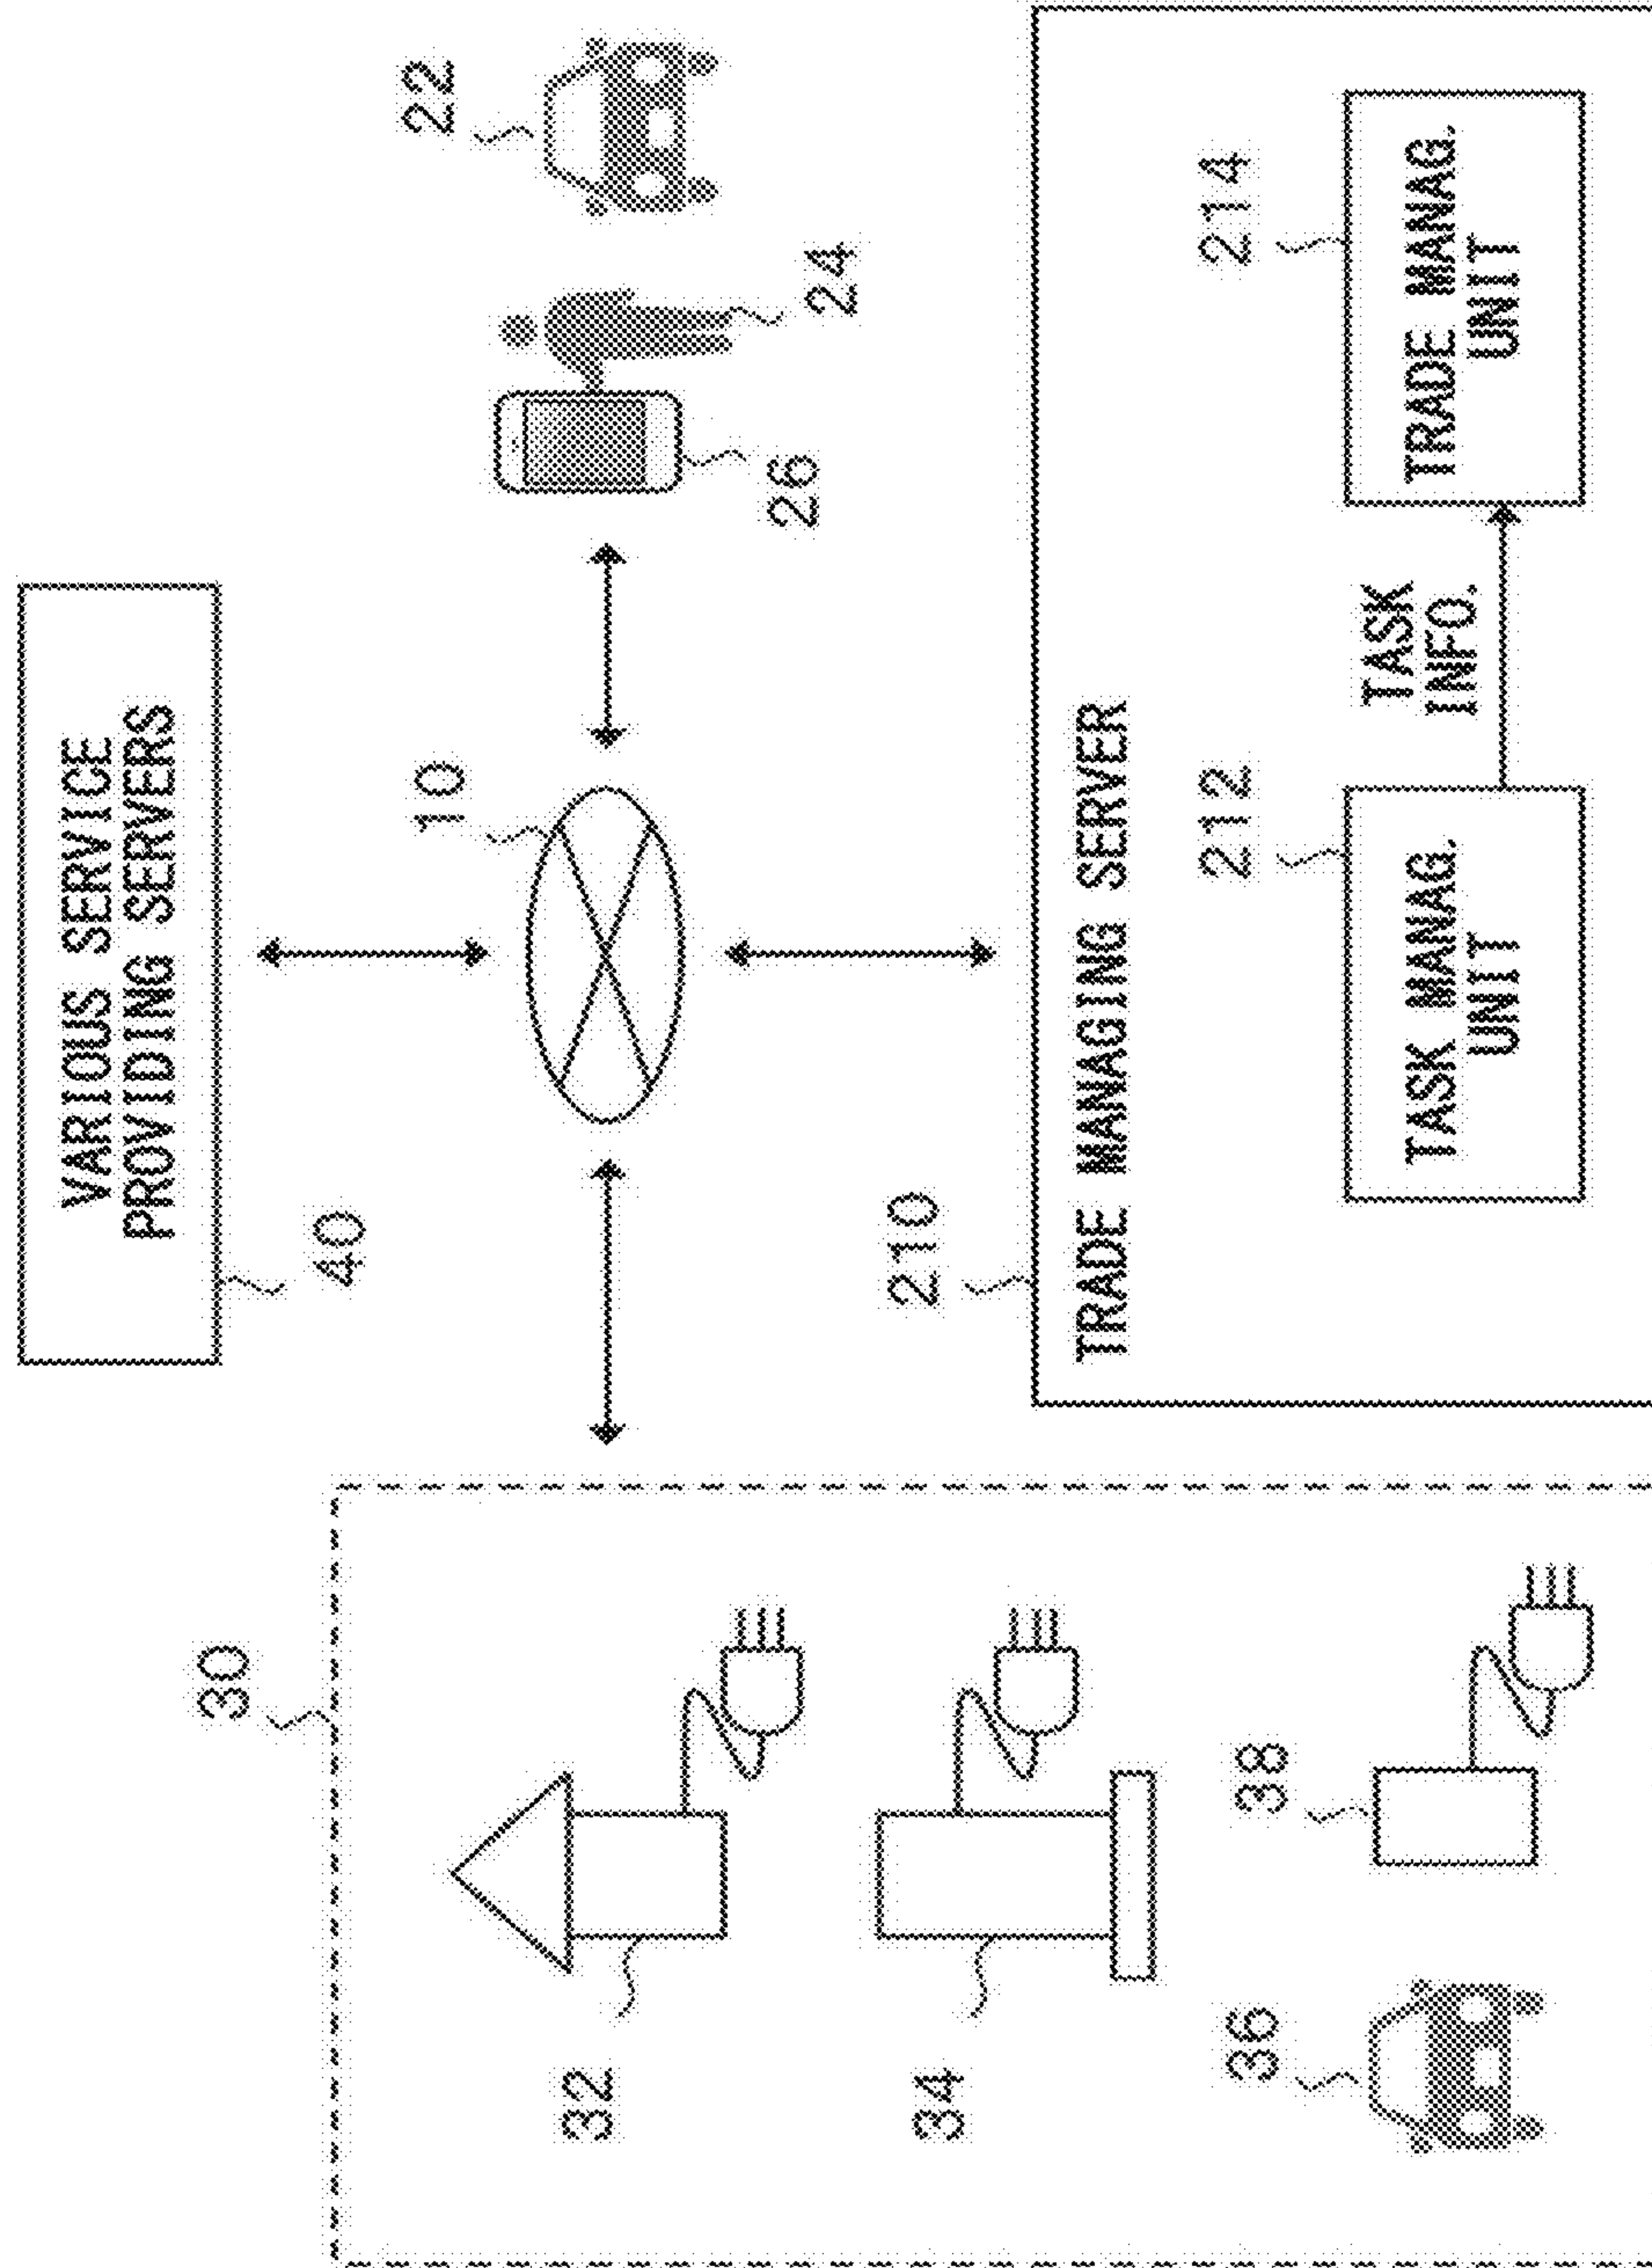 VARIOUS SERVICE
PROVIDING SERVERS
40
30
10
22
24
26
32
34
36
38
210
TRADE MANAGING SERVER
212
TASK MANAG.
UNIT
TASK
INFO.
214
TRADE MANAG.
UNIT